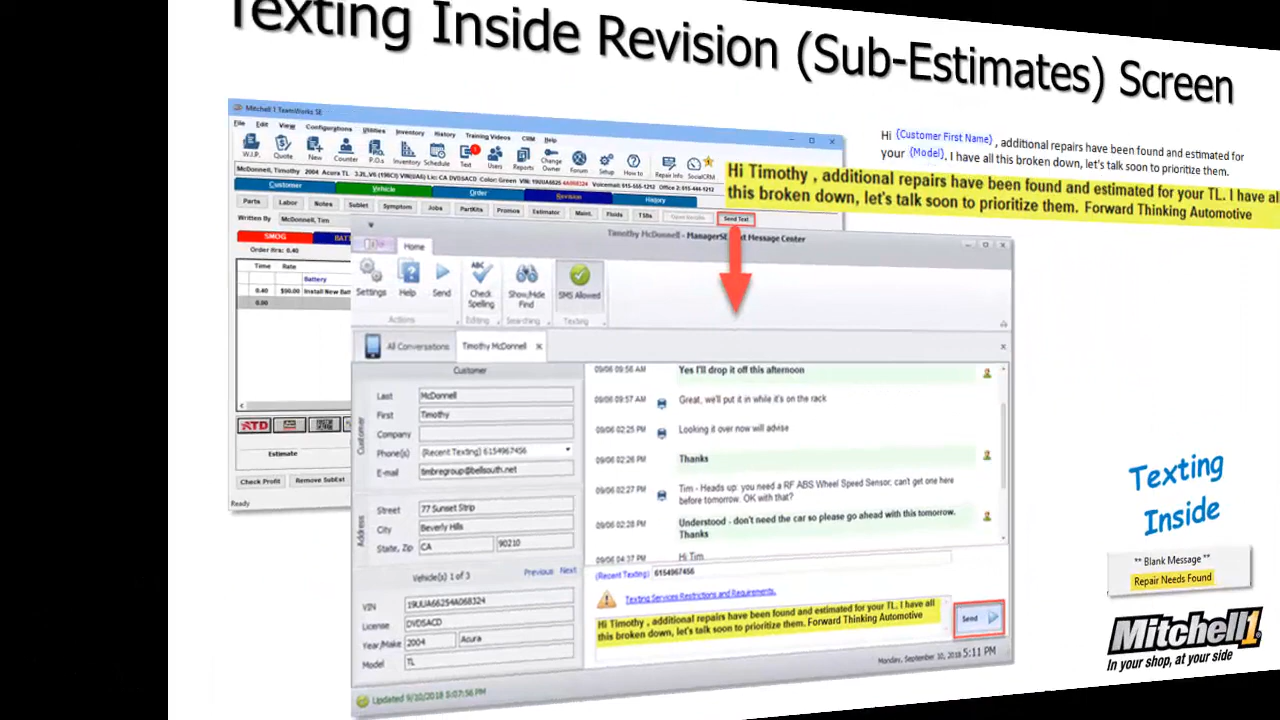 Texting Inside Revision (Sub-Estimates) Screen
Mitchell 1 TeamWorks SE
File Edit View Configurations Utilities Inventory History Training Videos CRM Help
W.I.P. Quote New Counter P.O.s Inventory Schedule Text Users Reports Change Owner Forum Setup How to Repair Info SocialCRM
Customer Vehicle Order Revision History
Parts Labor Notes Sublet Symptom Jobs PartKits Promos Estimator Maint. Fluids TSBs Send Text
Written By McDonnell, Tim
SMOG
Order Hrs: 0.40
Time Rate
Battery
0.40 $90.00 Install New Batt
0.00
ATD
Estimate
Check Profit Remove SubEst
Ready
Hi {Customer First Name} , additional repairs have been found and estimated for
your {Model}. I have all this broken down, let's talk soon to prioritize them.
Hi Timothy , additional repairs have been found and estimated for your TL. I have all
this broken down, let's talk soon to prioritize them. Forward Thinking Automotive
Home
Settings Help Send Check Spelling Show/Hide Find SMS Allowed
Actions Editing Searching Texting
All Conversations Timothy McDonnell
Customer
Customer
Last McDonnell
First Timothy
Company
Phone(s) (Recent Texting) 6154967456
E-mail timbregroup@bellsouth.net
Address
Street 77 Sunset Strip
City Beverly Hills
State, Zip CA 90210
Vehicle(s) 1 of 3 Previous Next
VIN 19UUA66254A068324
License DVDSACD
Year/Make 2004 Acura
Model TL
Updated 9/10/2018 5:07:56 PM
09/06 09:56 AM Yes I'll drop it off this afternoon
09/06 09:57 AM Great, we'll put it in while it's on the rack
09/06 02:25 PM Looking it over now will advise
09/06 02:26 PM Thanks
09/06 02:27 PM Tim - Heads up: you need a RF ABS Wheel Speed Sensor, can't get one here
before tomorrow. OK with that?
09/06 02:28 PM Understood - don't need the car so please go ahead with this tomorrow.
Thanks
09/06 04:37 PM Hi Tim
(Recent Texting) 6154967456
Texting Services Restrictions and Requirements.
Hi Timothy , additional repairs have been found and estimated for your TL. I have all
this broken down, let's talk soon to prioritize them. Forward Thinking Automotive
Send
Monday, September 10, 2018 5:11 PM
Texting
Inside
** Blank Message **
Repair Needs Found
Mitchell1
In your shop, at your side